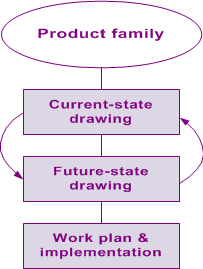 Product family
Current-state
drawing
Future-state
drawing
Work plan &
implementation